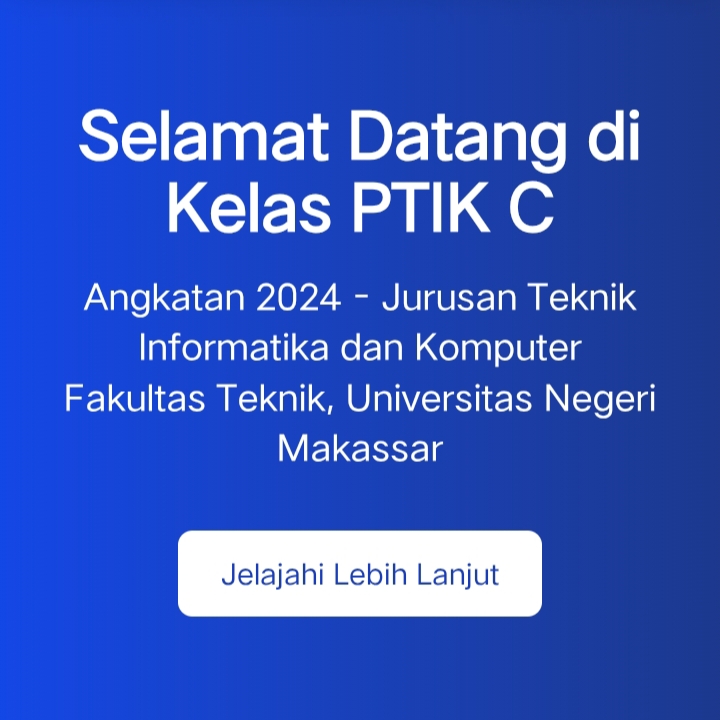 Selamat Datang di
Kelas PTIK C
Angkatan 2024 - Jurusan Teknik
Informatika dan Komputer
Fakultas Teknik, Universitas Negeri
Makassar
Jelajahi Lebih Lanjut